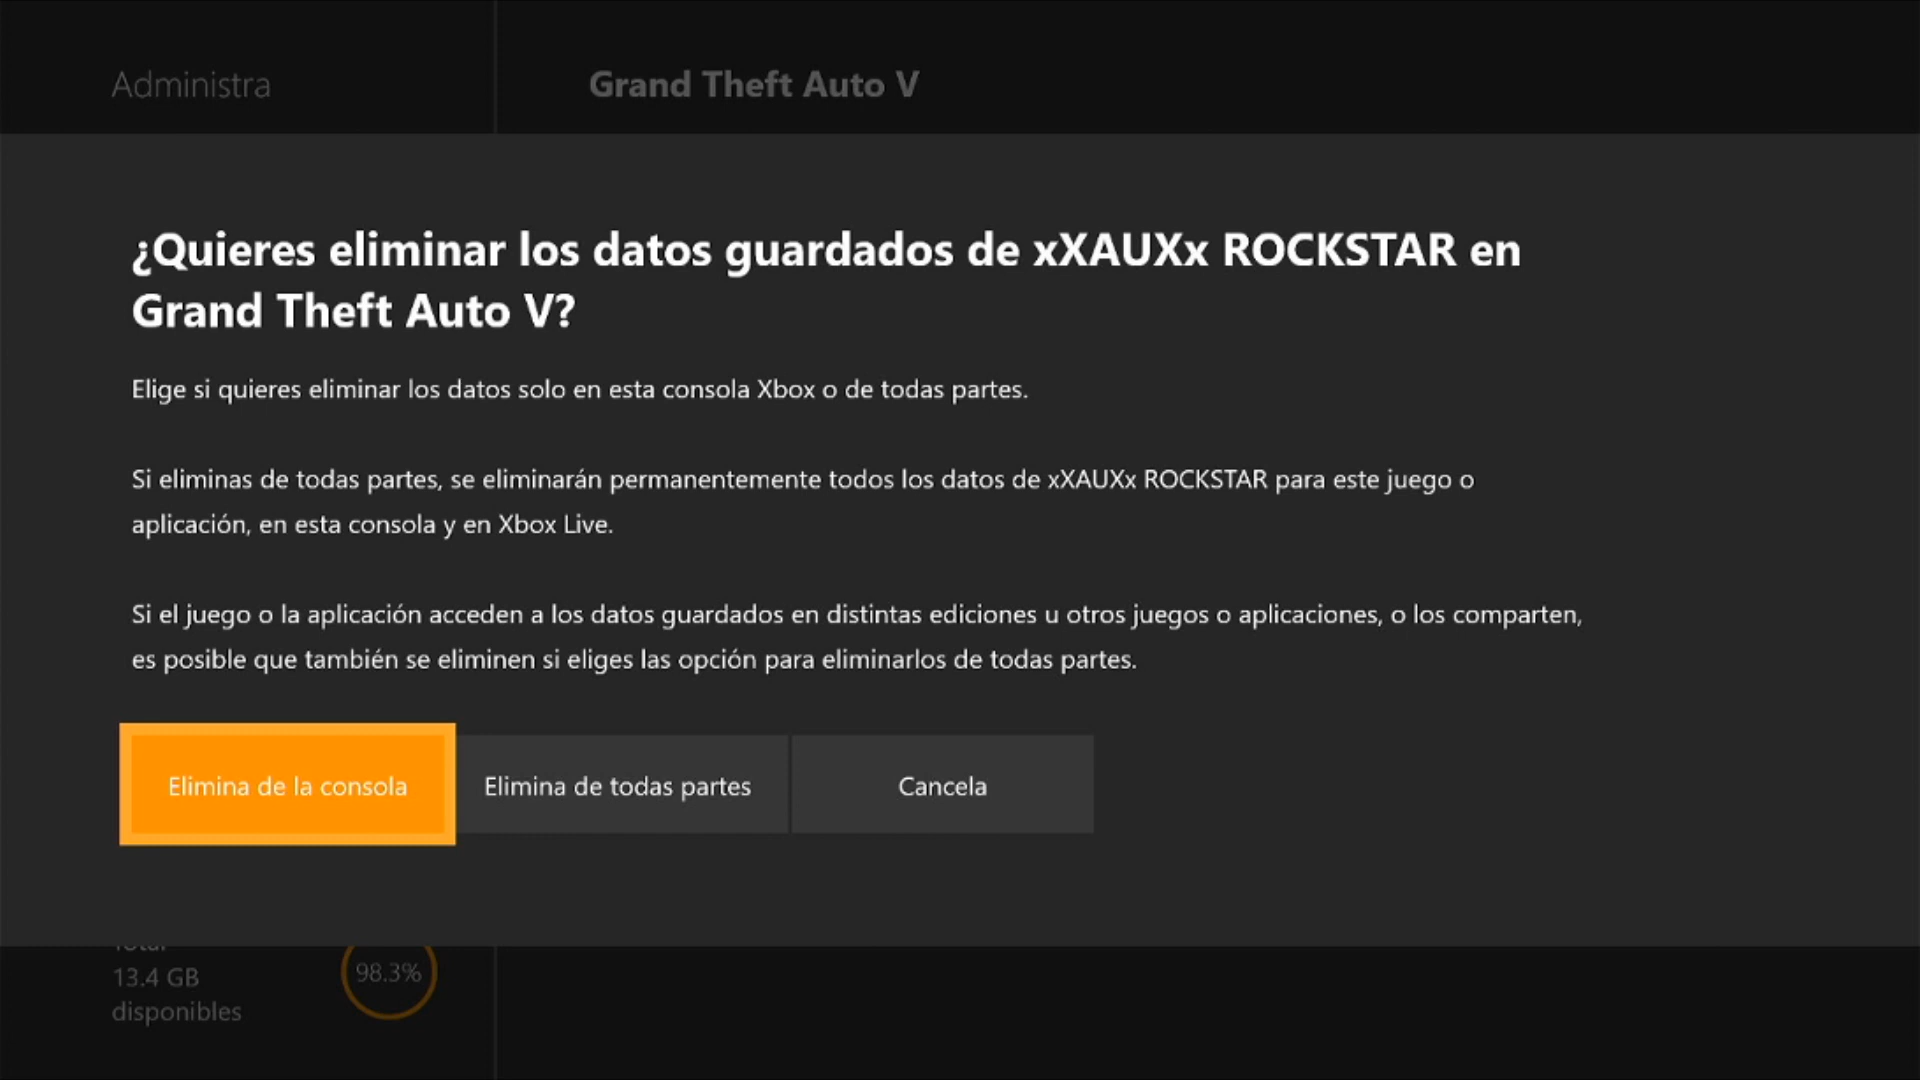 Administra
Grand Theft Auto V
¿Quieres eliminar los datos guardados de xXAUXx ROCKSTAR en
Grand Theft Auto V?
Elige si quieres eliminar los datos solo en esta consola Xbox o de todas partes.
Si eliminas de todas partes, se eliminarán permanentemente todos los datos de xXAUXx ROCKSTAR para este juego o
aplicación, en esta consola y en Xbox Live.
Si el juego o la aplicación acceden a los datos guardados en distintas ediciones u otros juegos o aplicaciones, o los comparten,
es posible que también se eliminen si eliges las opción para eliminarlos de todas partes.
Elimina de la consola
Elimina de todas partes
Cancela
Total
13.4 GB
disponibles
98.3%